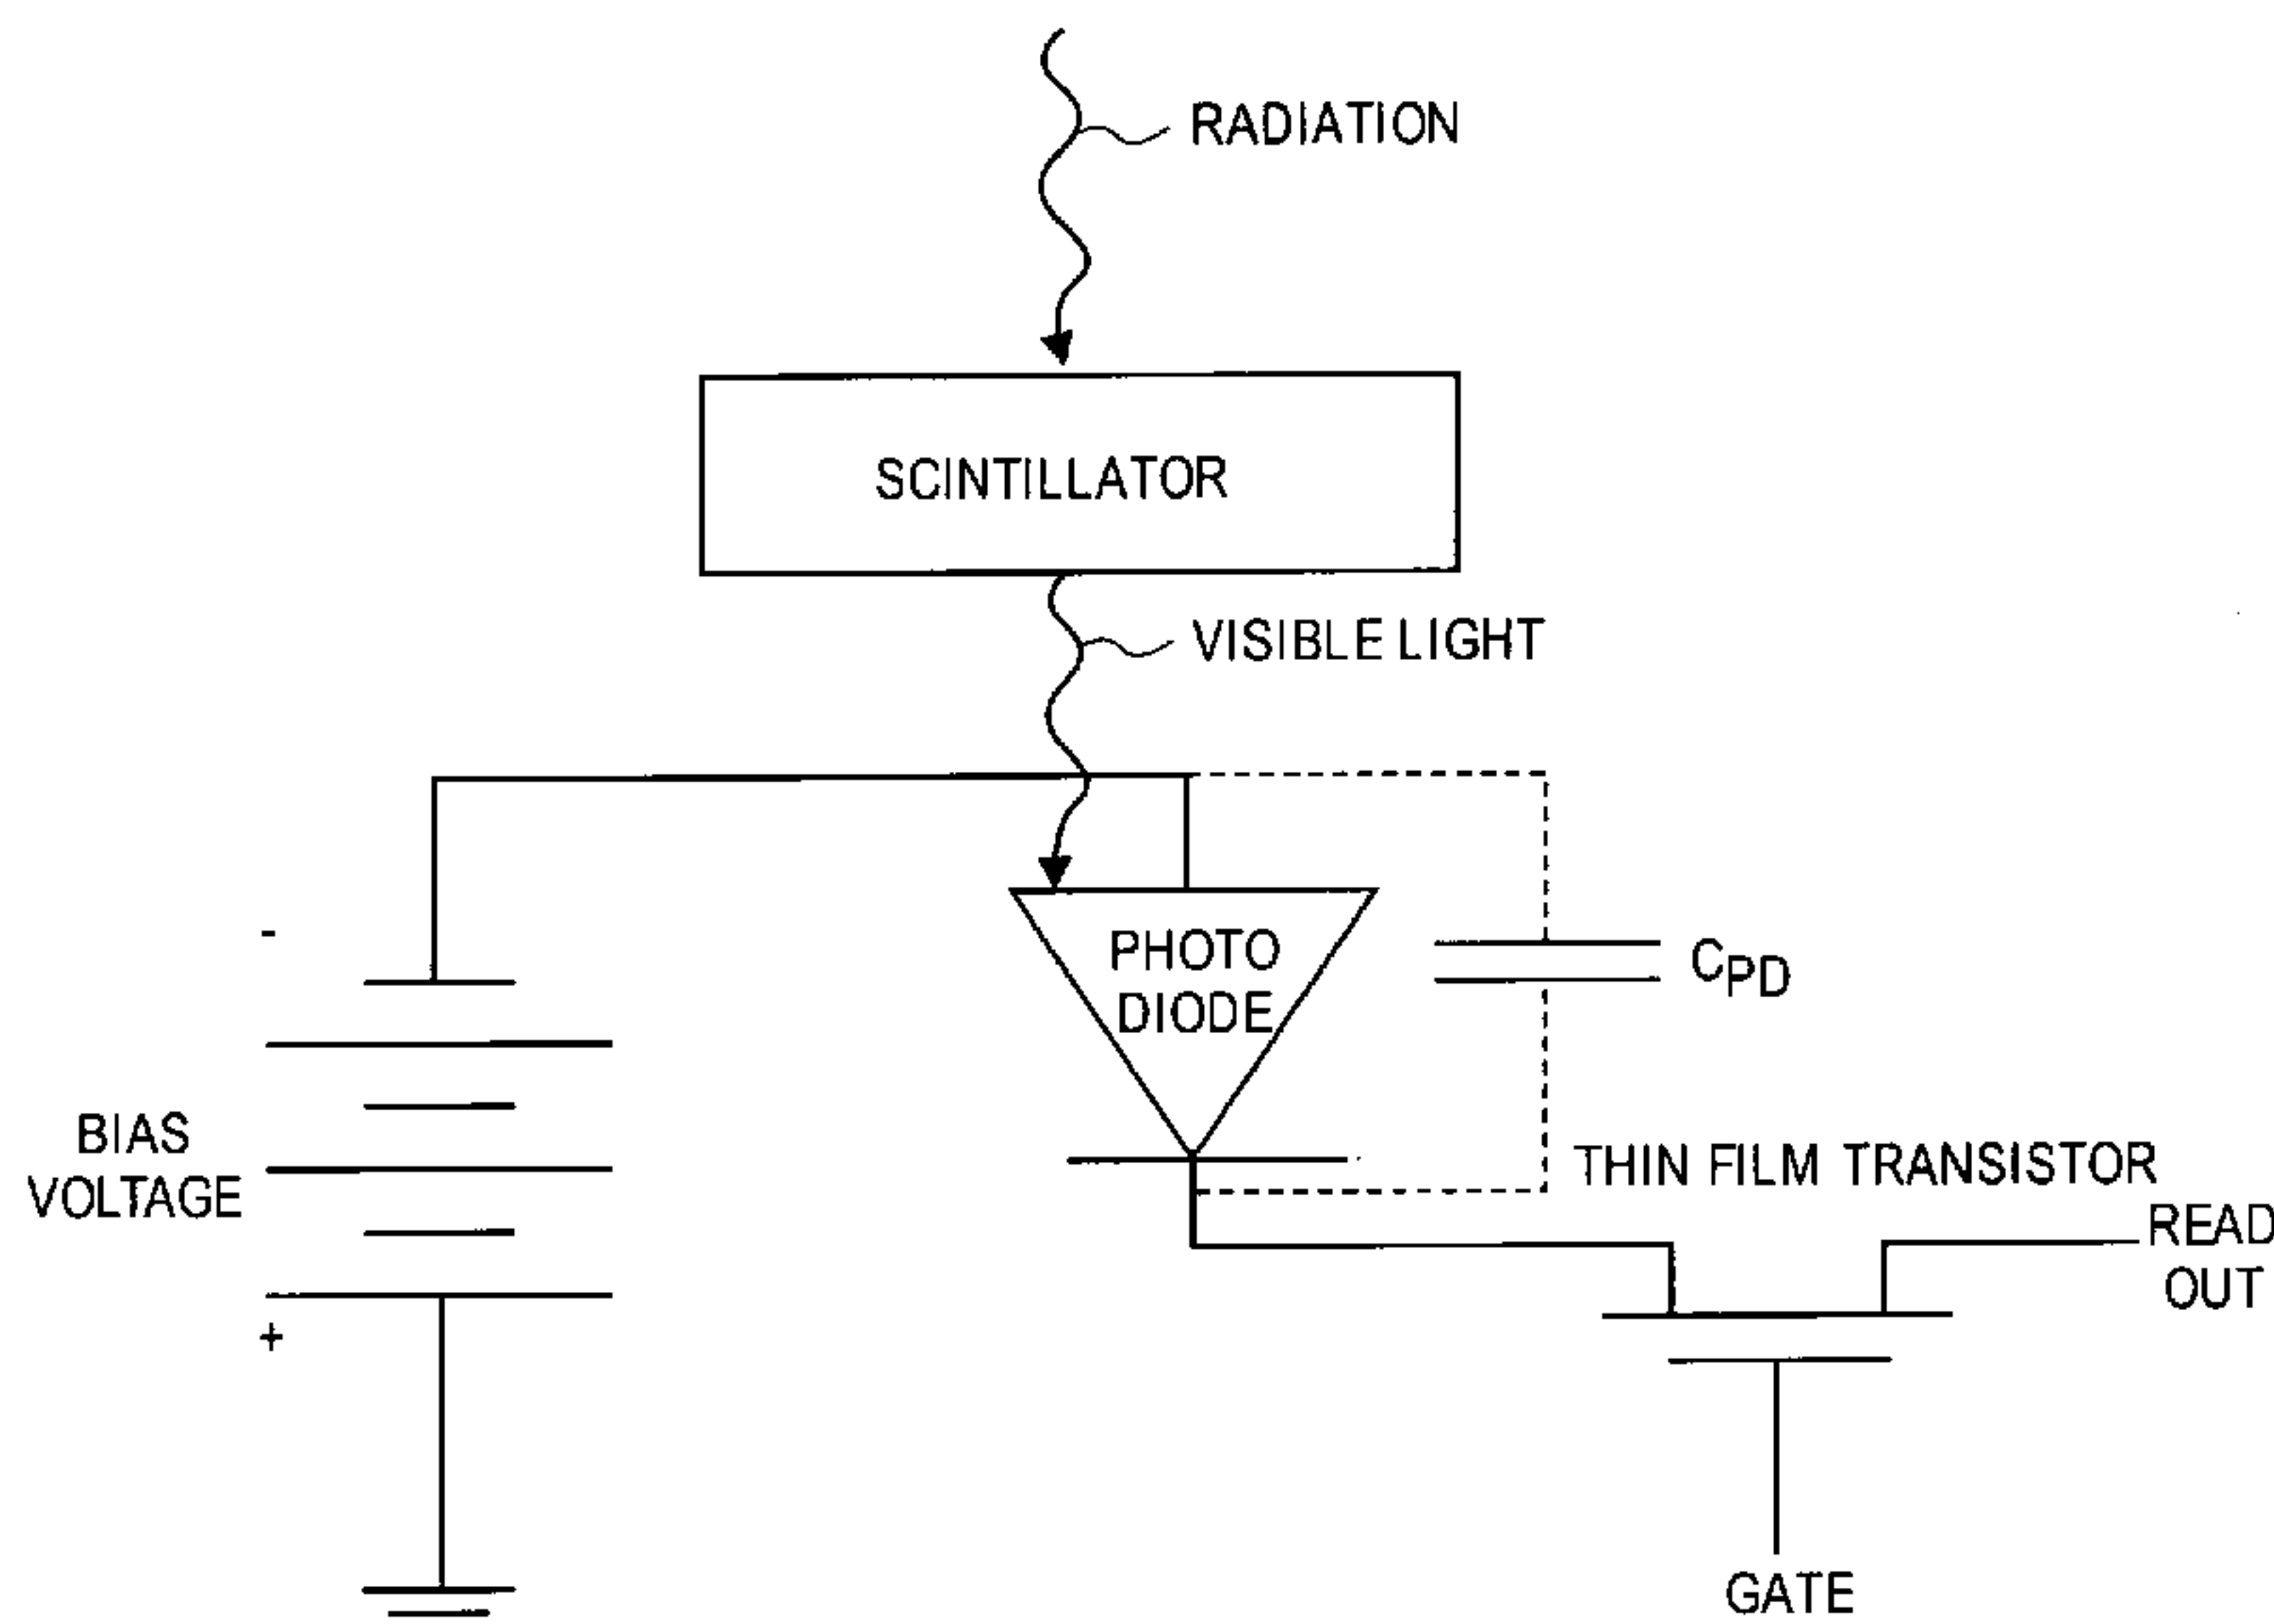 RADIATION
SCINTILLATOR
VISIBLE LIGHT
-
PHOTO
DIODE
CPD
BIAS
VOLTAGE
THIN FILM TRANSISTOR
READ
OUT
+
GATE